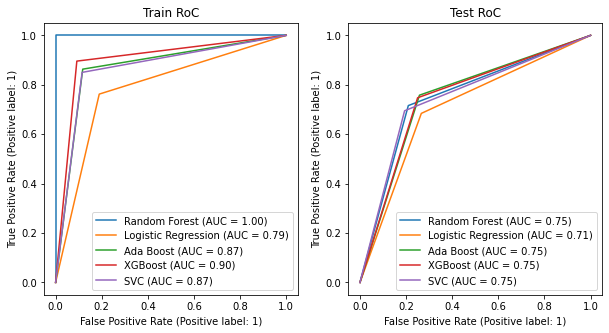 Train RoC
True Positive Rate (Positive label: 1)
1.0
0.8
0.6
0.4
0.2
0.0
Random Forest (AUC = 1.00)
Logistic Regression (AUC = 0.79)
Ada Boost (AUC = 0.87)
XGBoost (AUC = 0.90)
SVC (AUC = 0.87)
0.0 0.2 0.4 0.6 0.8 1.0
False Positive Rate (Positive label: 1)
Test RoC
True Positive Rate (Positive label: 1)
1.0
0.8
0.6
0.4
0.2
0.0
Random Forest (AUC = 0.75)
Logistic Regression (AUC = 0.71)
Ada Boost (AUC = 0.75)
XGBoost (AUC = 0.75)
SVC (AUC = 0.75)
0.0 0.2 0.4 0.6 0.8 1.0
False Positive Rate (Positive label: 1)